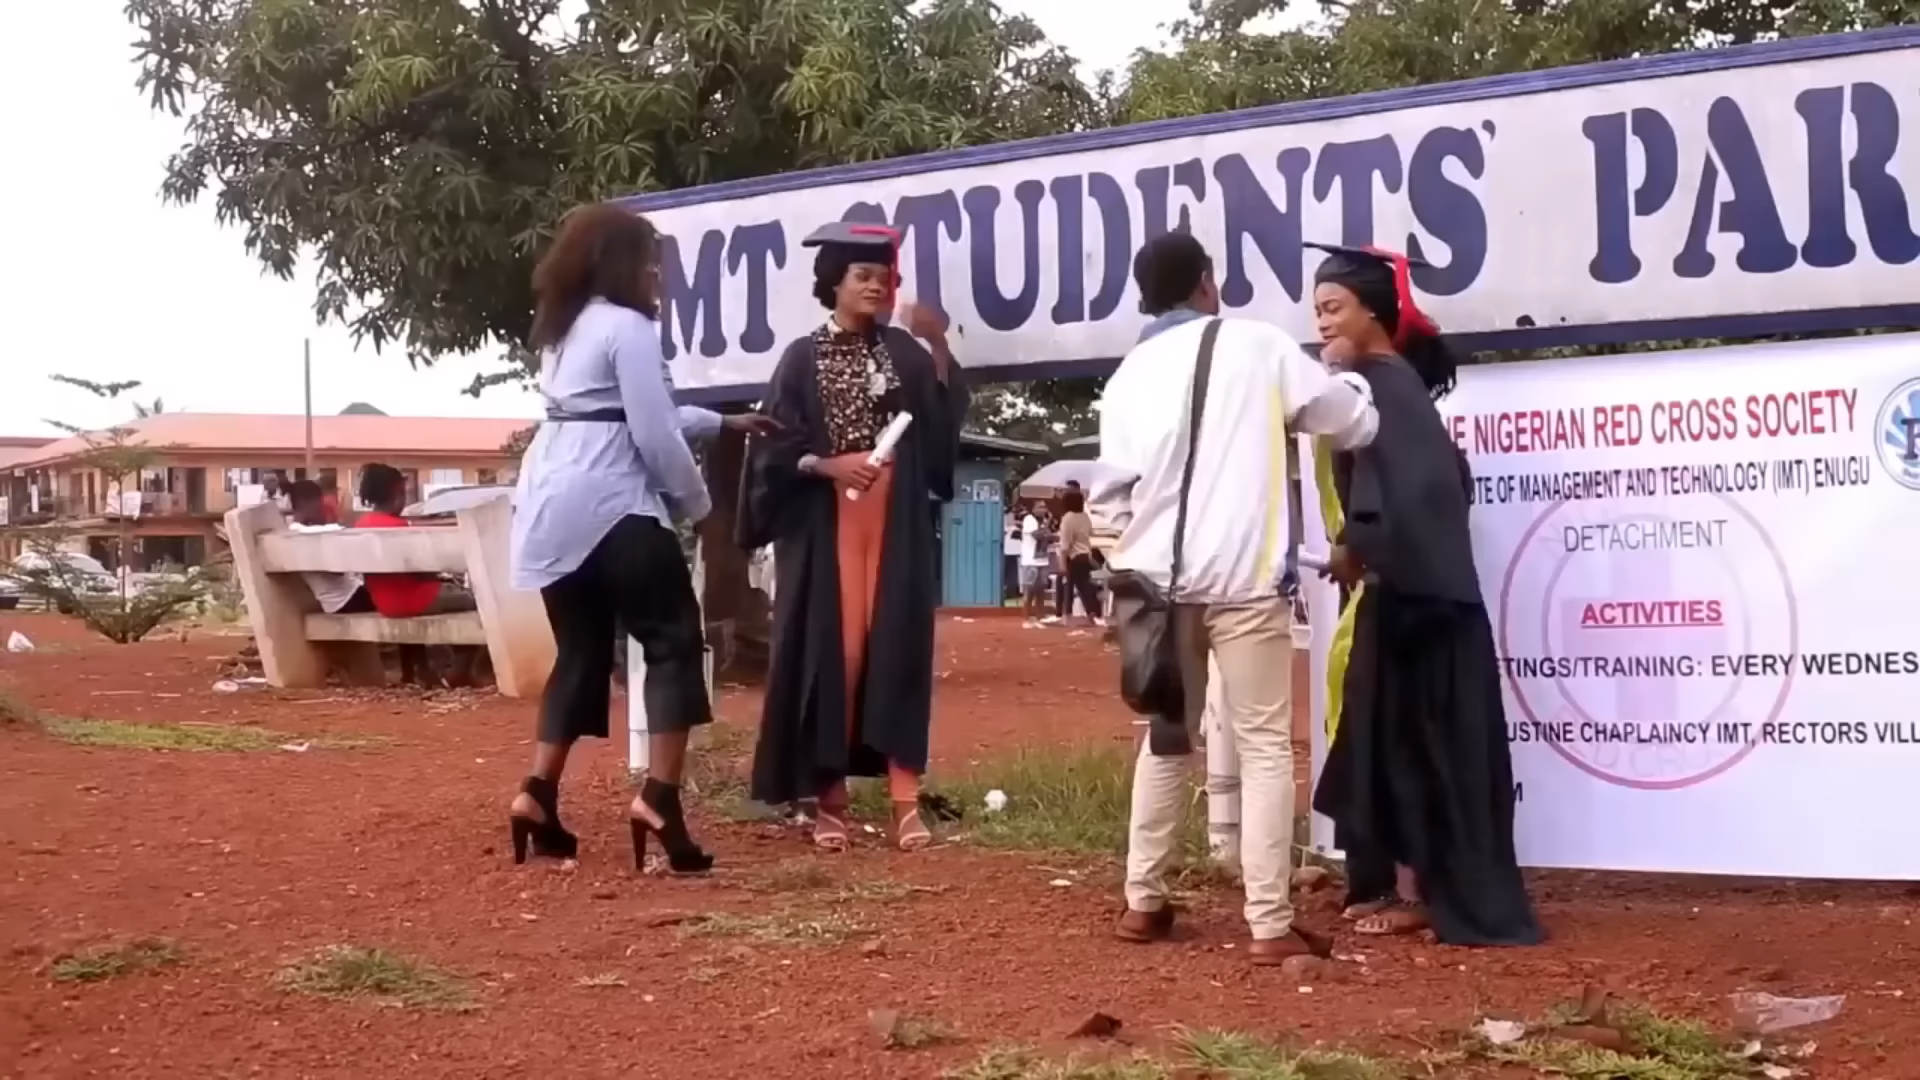 MT STUDENTS' PAR
E NIGERIAN RED CROSS SOCIETY
TE OF MANAGEMENT AND TECHNOLOGY (IMT) ENUGU
DETACHMENT
ACTIVITIES
TINGS/TRAINING: EVERY WEDNES
USTINE CHAPLAINCY IMT, RECTORS VILL
M